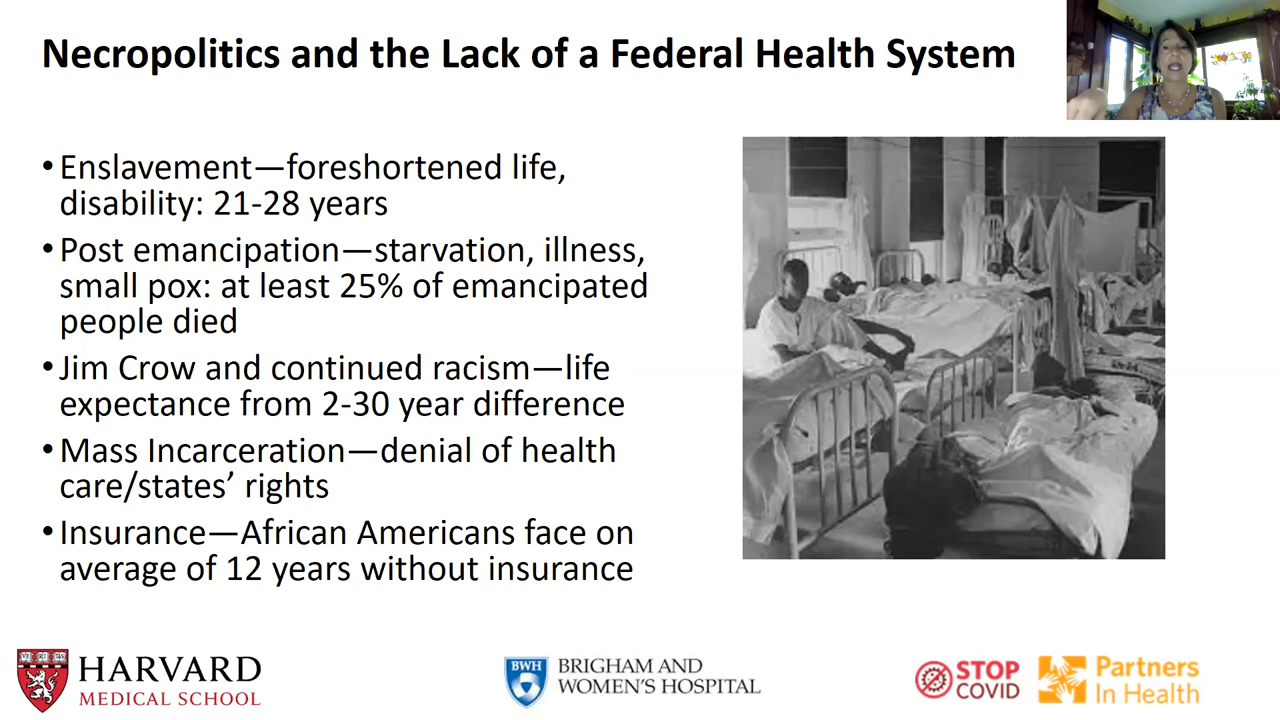 Necropolitics and the Lack of a Federal Health System
• Enslavement—foreshortened life,
disability: 21-28 years
• Post emancipation—starvation, illness,
small pox: at least 25% of emancipated
people died
• Jim Crow and continued racism—life
expectance from 2-30 year difference
• Mass Incarceration—denial of health
care/states’ rights
• Insurance—African Americans face on
average of 12 years without insurance
VE RI TAS
HARVARD
MEDICAL SCHOOL
BWH
BRIGHAM AND
WOMEN'S HOSPITAL
STOP
COVID
Partners
In Health